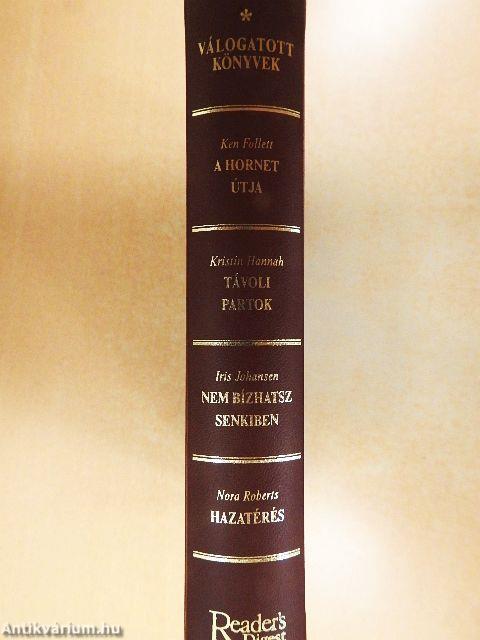 *
VÁLOGATOTT
KÖNYVEK
Ken Follett
A HORNET
ÚTJA
Kristin Hannah
TÁVOLI
PARTOK
Iris Johansen
NEM BÍZHATSZ
SENKIBEN
Nora Roberts
HAZATÉRÉS
Reader's
Digest
Antikvárium.hu